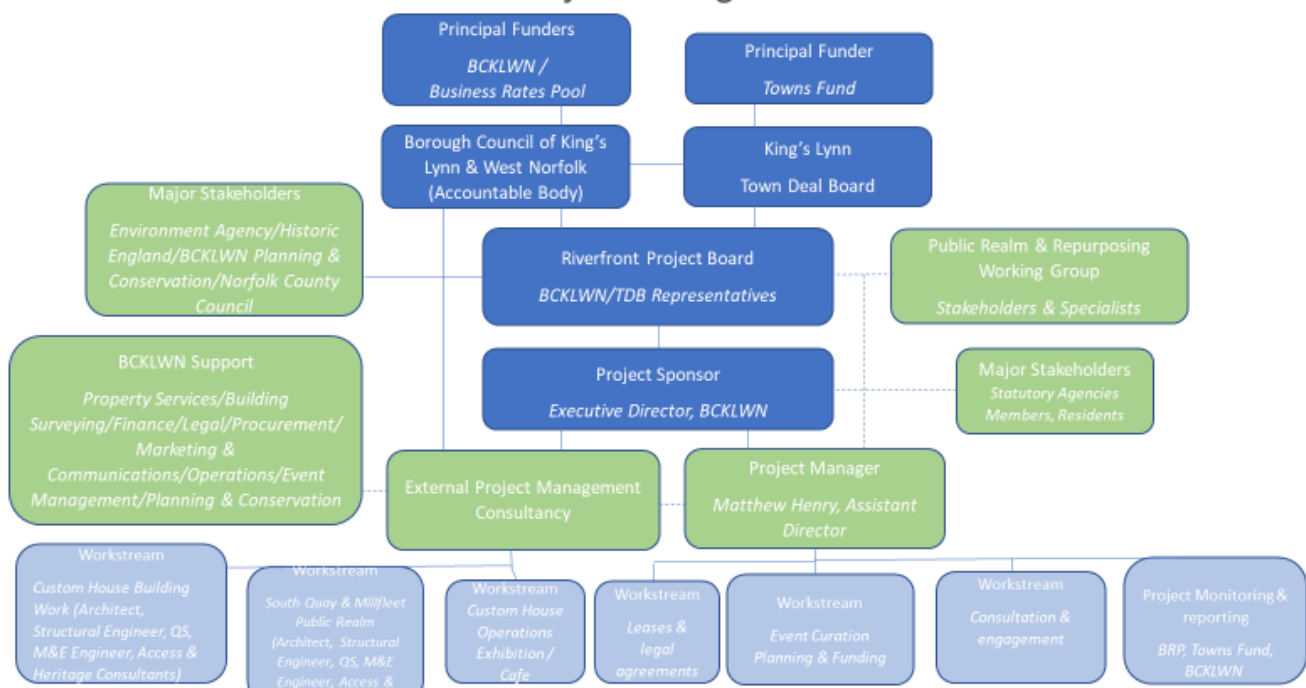 Principal Funders
BCKLWN /
Business Rates Pool
Principal Funder
Towns Fund
Borough Council of King's
Lynn & West Norfolk
(Accountable Body)
King's Lynn
Town Deal Board
Major Stakeholders
Environment Agency/Historic
England/BCKLWN Planning &
Conservation/Norfolk County
Council
Riverfront Project Board
BCKLWN/TDB Representatives
Public Realm & Repurposing
Working Group
Stakeholders & Specialists
BCKLWN Support
Property Services/Building
Surveying/Finance/Legal/Procurement/
Marketing &
Communications/Operations/Event
Management/Planning & Conservation
Project Sponsor
Executive Director, BCKLWN
Major Stakeholders
Statutory Agencies
Members, Residents
External Project Management
Consultancy
Project Manager
Matthew Henry, Assistant
Director
Workstream
Custom House Building
Work (Architect,
Structural Engineer, QS,
M&E Engineer, Access &
Heritage Consultants)
Workstream
South Quay & Millfleet
Public Realm
(Architect, Structural
Engineer, QS, M&E
Engineer, Access &
Workstream
Custom House
Operations
Exhibition /
Cafe
Workstream
Leases &
legal
agreements
Workstream
Event Curation
Planning & Funding
Workstream
Consultation &
engagement
Project Monitoring &
reporting
BRP, Towns Fund,
BCKLWN